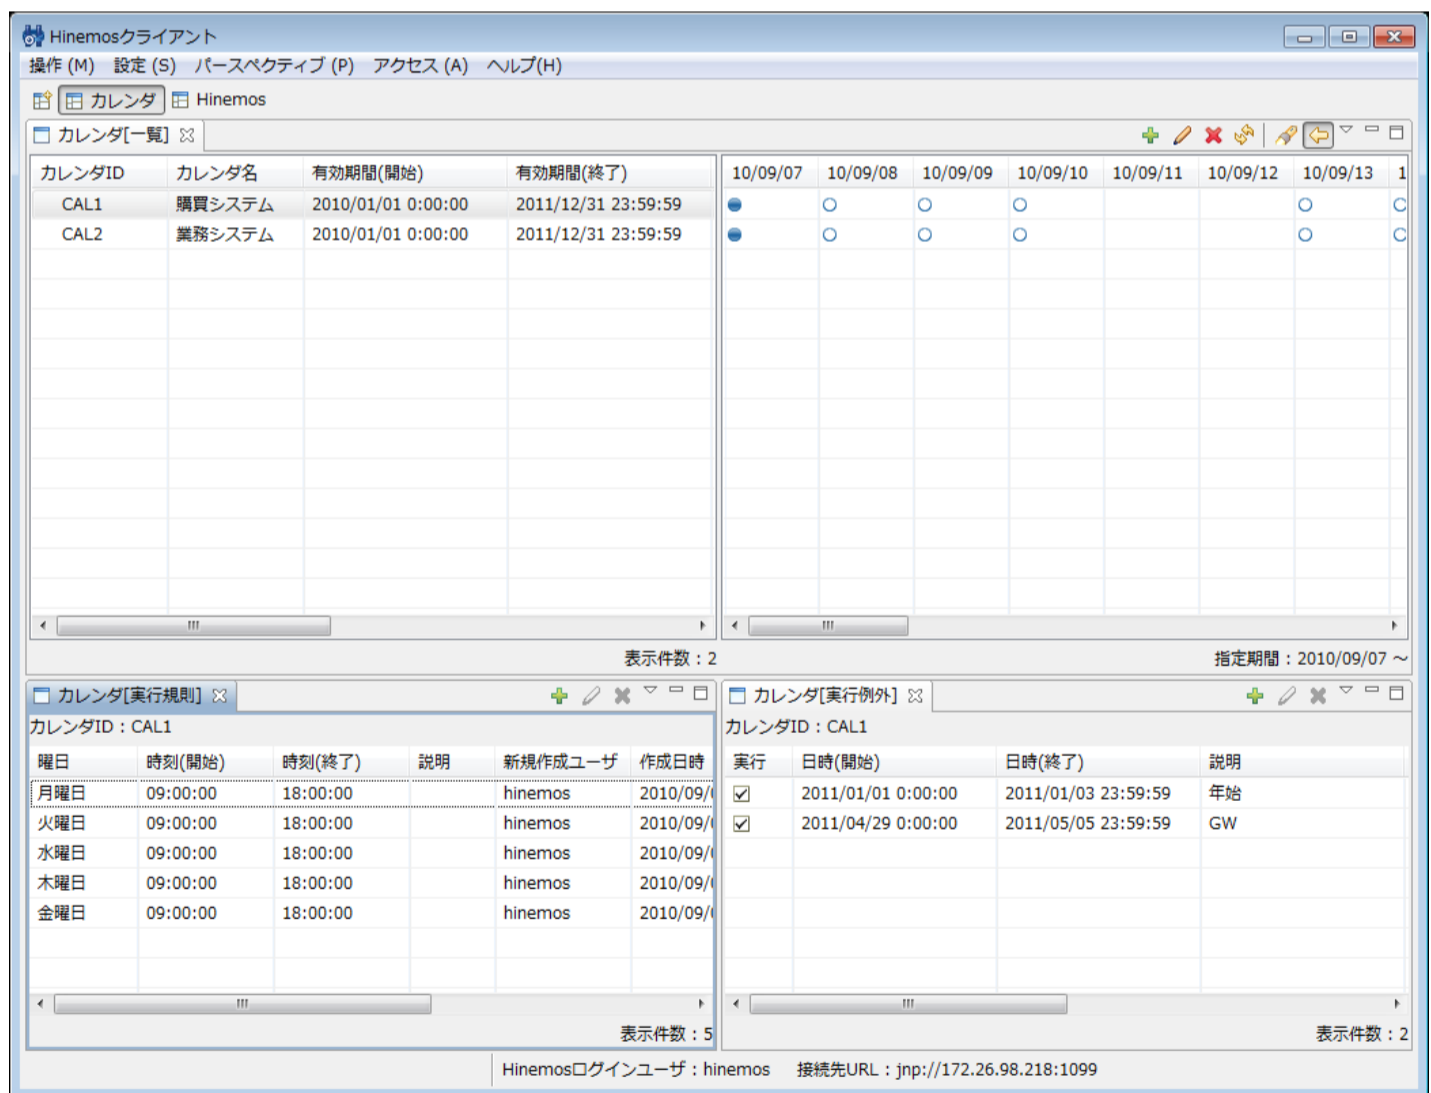 Hinemosクライアント
操作 (M) 設定 (S) パースペクティブ (P) アクセス (A) ヘルプ(H)
カレンダ Hinemos
カレンダ[一覧]
カレンダID カレンダ名 有効期間(開始) 有効期間(終了) 10/09/07 10/09/08 10/09/09 10/09/10 10/09/11 10/09/12 10/09/13 1
CAL1 購買システム 2010/01/01 0:00:00 2011/12/31 23:59:59
CAL2 業務システム 2010/01/01 0:00:00 2011/12/31 23:59:59
表示件数：2 指定期間：2010/09/07 ～
カレンダ[実行規則]
カレンダID：CAL1
曜日 時刻(開始) 時刻(終了) 説明 新規作成ユーザ 作成日時
月曜日 09:00:00 18:00:00 hinemos 2010/09/
火曜日 09:00:00 18:00:00 hinemos 2010/09/
水曜日 09:00:00 18:00:00 hinemos 2010/09/
木曜日 09:00:00 18:00:00 hinemos 2010/09/
金曜日 09:00:00 18:00:00 hinemos 2010/09/
表示件数：5
カレンダ[実行例外]
カレンダID：CAL1
実行 日時(開始) 日時(終了) 説明
2011/01/01 0:00:00 2011/01/03 23:59:59 年始
2011/04/29 0:00:00 2011/05/05 23:59:59 GW
表示件数：2
Hinemosログインユーザ：hinemos 接続先URL：jnp://172.26.98.218:1099